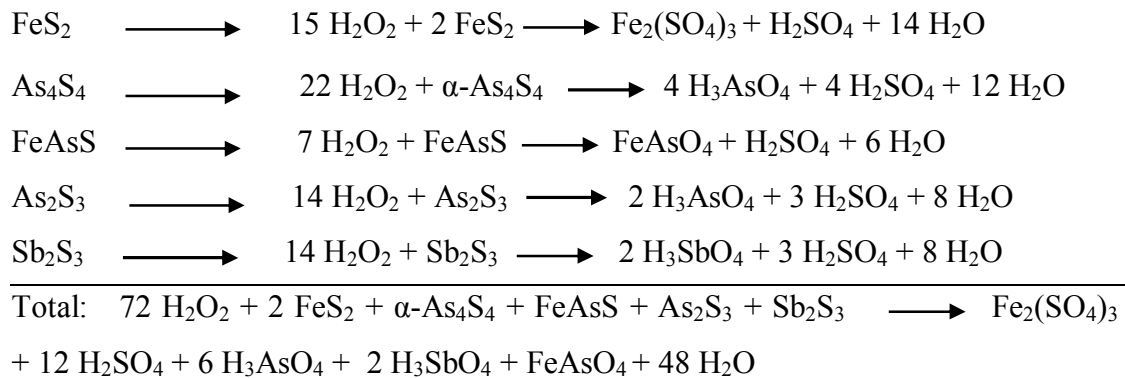 FeS₂ ⟶ 15 H₂O₂ + 2 FeS₂ ⟶ Fe₂(SO₄)₃ + H₂SO₄ + 14 H₂O
As₄S₄ ⟶ 22 H₂O₂ + α-As₄S₄ ⟶ 4 H₃AsO₄ + 4 H₂SO₄ + 12 H₂O
FeAsS ⟶ 7 H₂O₂ + FeAsS ⟶ FeAsO₄ + H₂SO₄ + 6 H₂O
As₂S₃ ⟶ 14 H₂O₂ + As₂S₃ ⟶ 2 H₃AsO₄ + 3 H₂SO₄ + 8 H₂O
Sb₂S₃ ⟶ 14 H₂O₂ + Sb₂S₃ ⟶ 2 H₃SbO₄ + 3 H₂SO₄ + 8 H₂O
Total: 72 H₂O₂ + 2 FeS₂ + α-As₄S₄ + FeAsS + As₂S₃ + Sb₂S₃ ⟶ Fe₂(SO₄)₃
+ 12 H₂SO₄ + 6 H₃AsO₄ + 2 H₃SbO₄ + FeAsO₄ + 48 H₂O